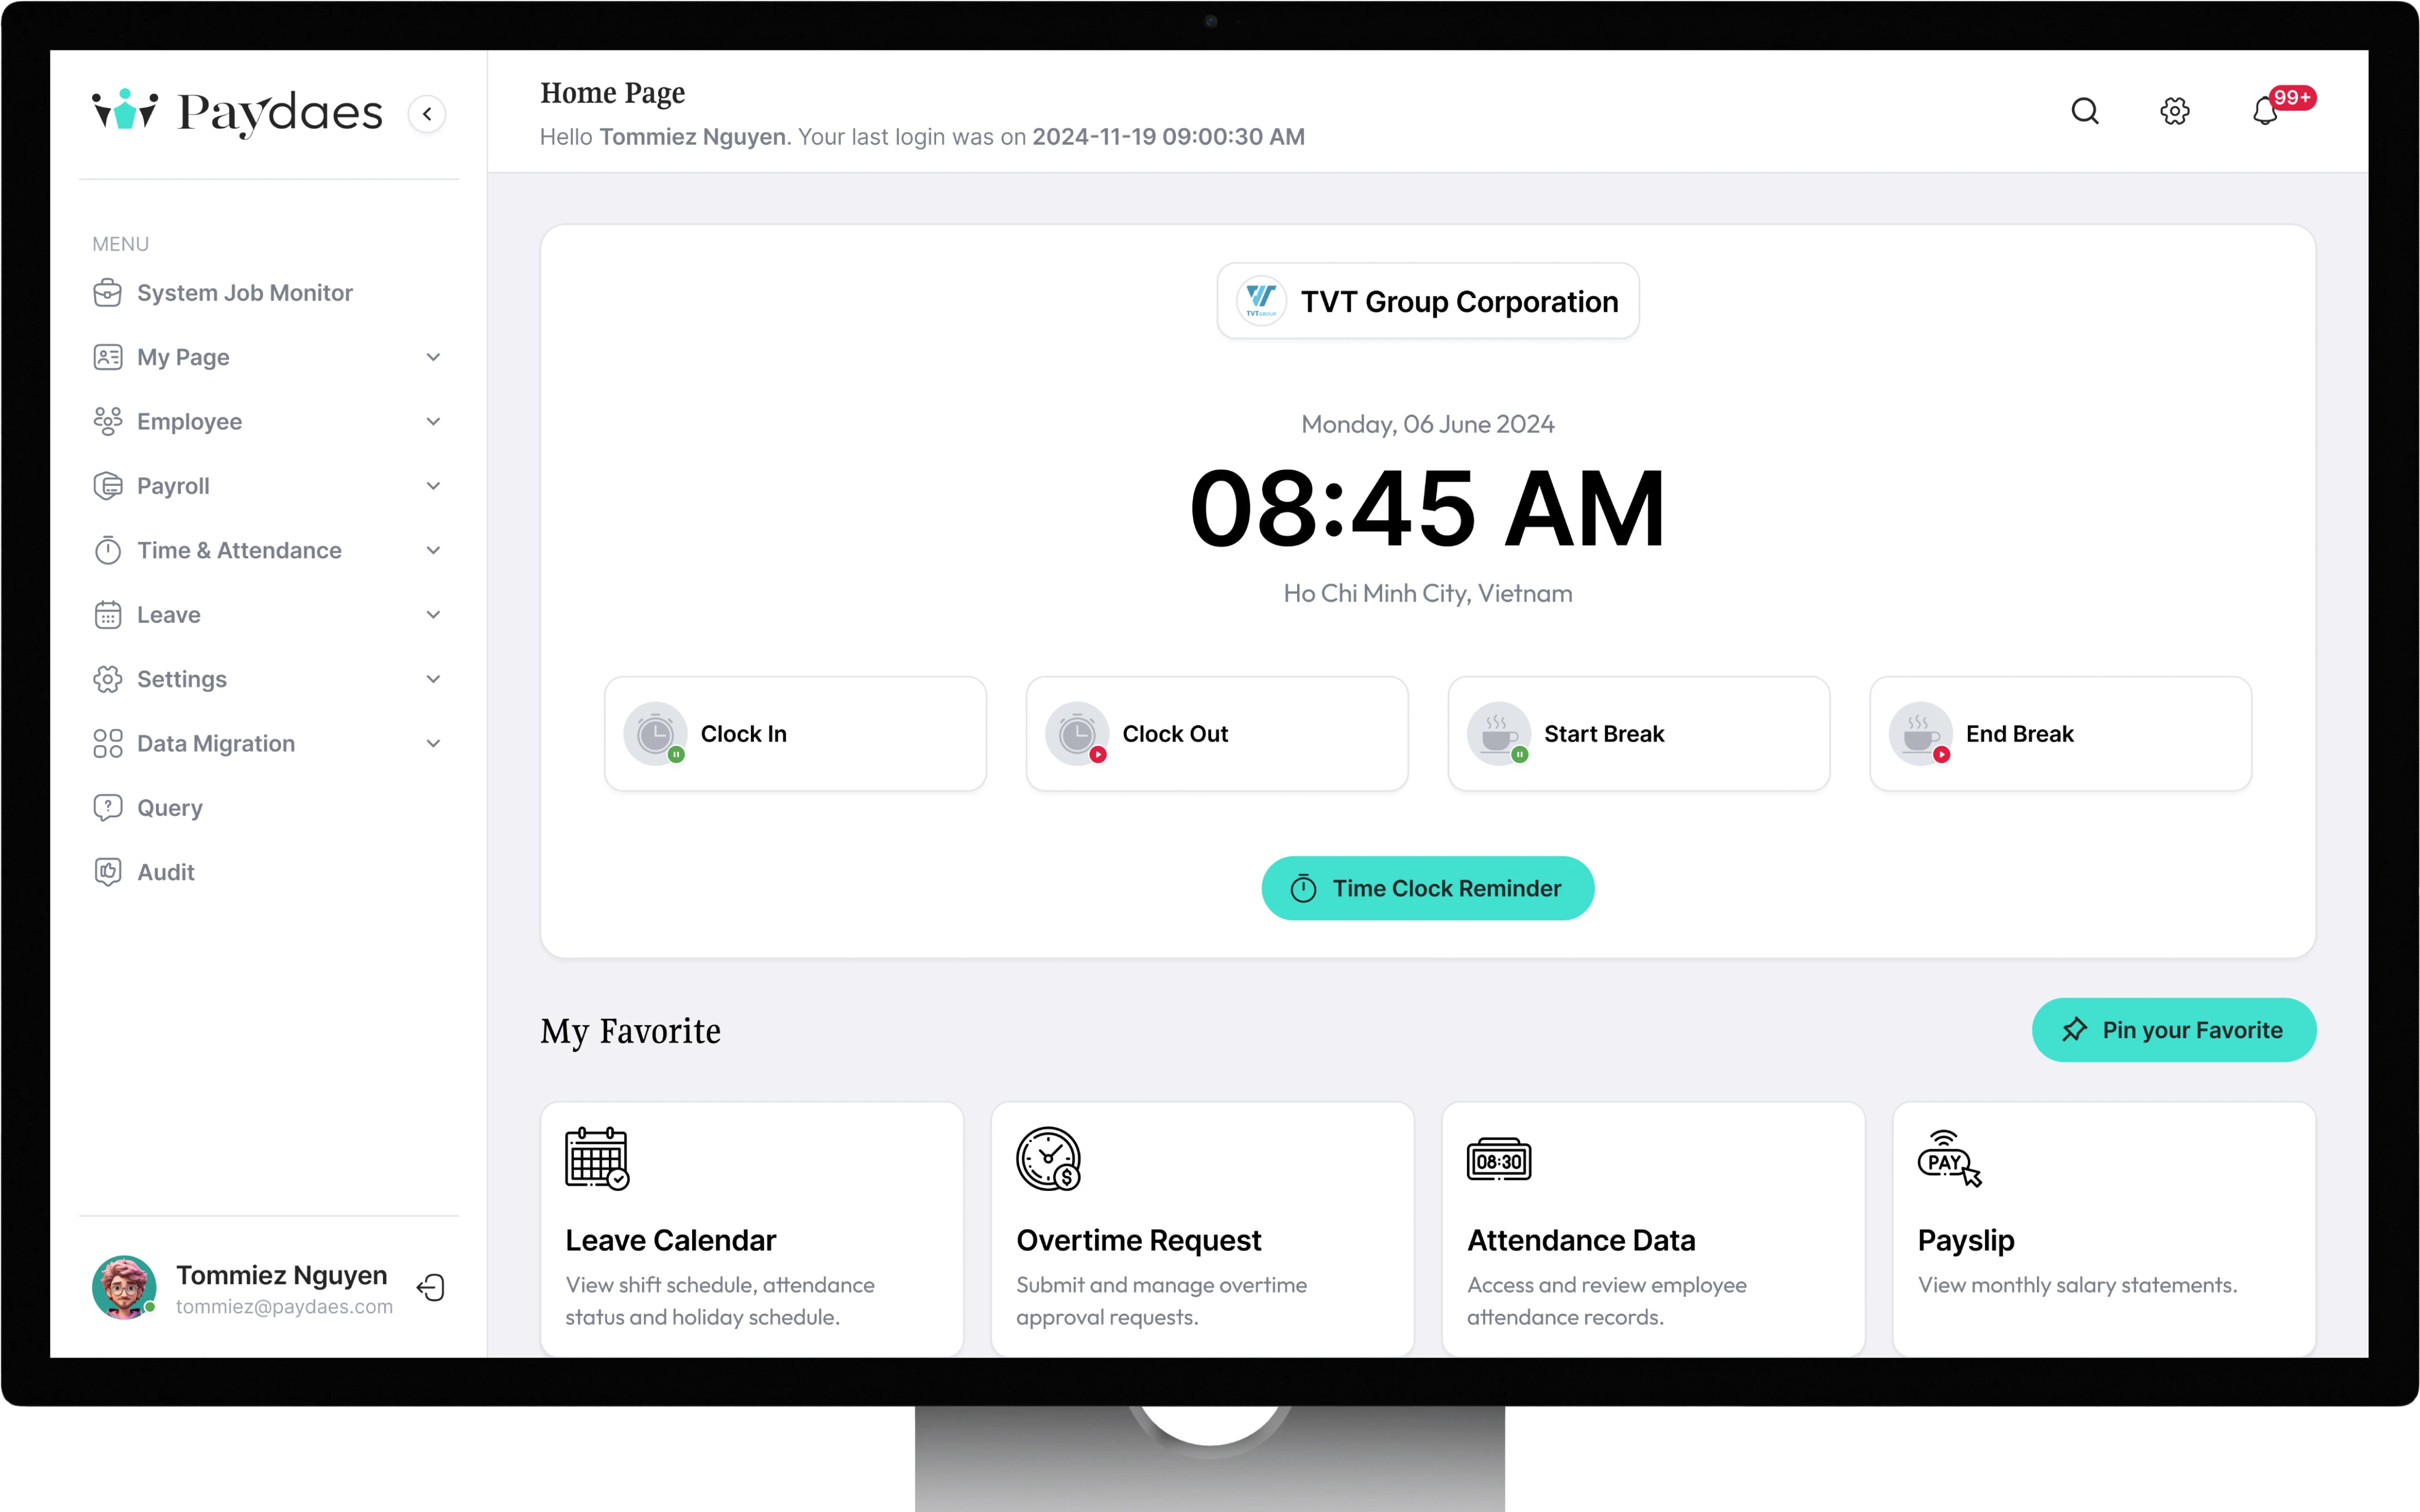 Paydaes
Home Page
Hello Tommiez Nguyen. Your last login was on 2024-11-19 09:00:30 AM
99+
MENU
System Job Monitor
My Page
Employee
Payroll
Time & Attendance
Leave
Settings
Data Migration
Query
Audit
Tommiez Nguyen
tommiez@paydaes.com
TVTGROUP
TVT Group Corporation
Monday, 06 June 2024
08:45 AM
Ho Chi Minh City, Vietnam
Clock In
Clock Out
Start Break
End Break
Time Clock Reminder
My Favorite
Pin your Favorite
Leave Calendar
View shift schedule, attendance
status and holiday schedule.
$
Overtime Request
Submit and manage overtime
approval requests.
08:30
Attendance Data
Access and review employee
attendance records.
PAY
Payslip
View monthly salary statements.